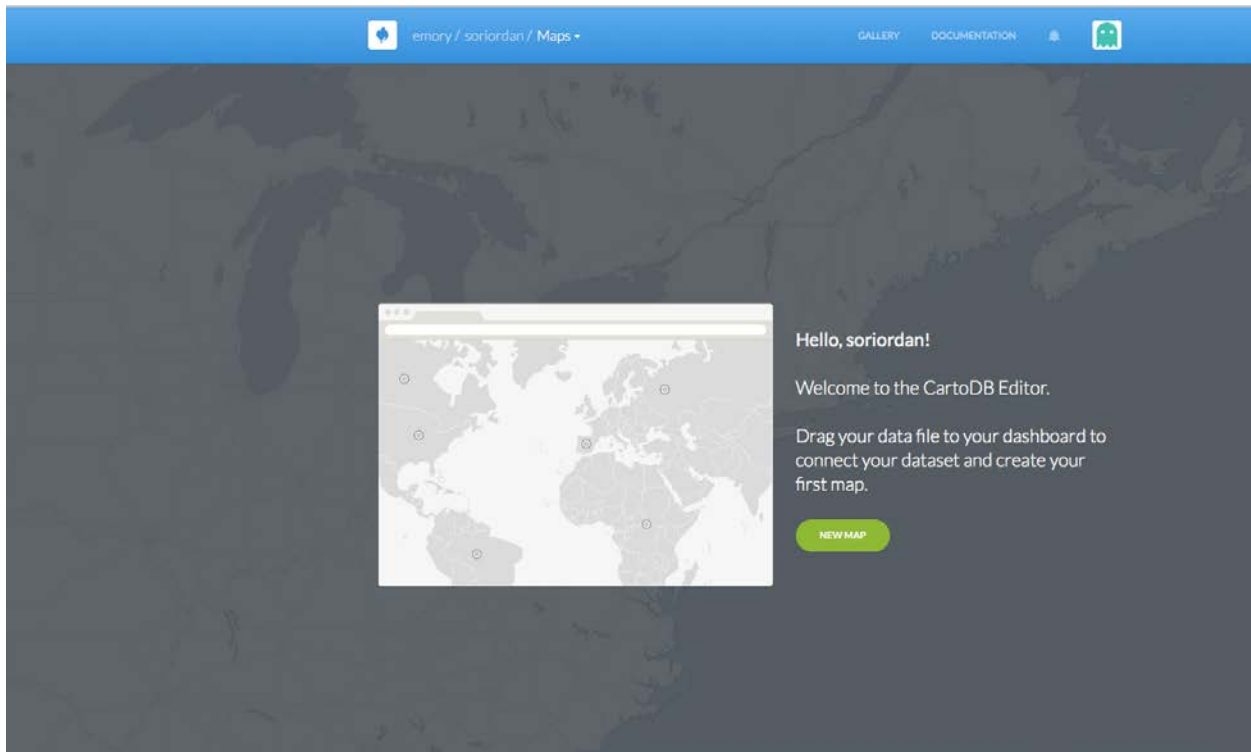 emory / soriordan / Maps
GALLERY
DOCUMENTATION
Hello, soriordan!
Welcome to the CartoDB Editor.
Drag your data file to your dashboard to
connect your dataset and create your
first map.
NEW MAP